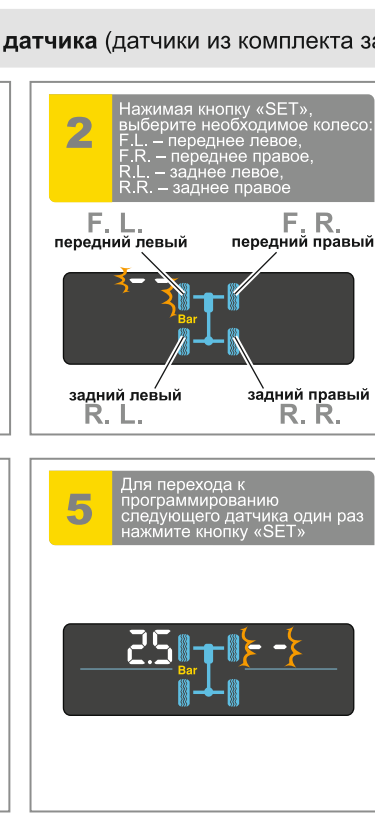 датчика (датчики из комплекта
2
Нажимая кнопку «SET»,
выберите необходимое колесо:
F.L. – переднее левое,
F.R. – переднее правое,
R.L. – заднее левое,
R.R. – заднее правое
F. L. F. R.
передний левый передний правый
- -
Bar
задний левый задний правый
R. L. R. R.
5
Для перехода к
программированию
следующего датчика один раз
нажмите кнопку «SET»
2.5 - -
Bar